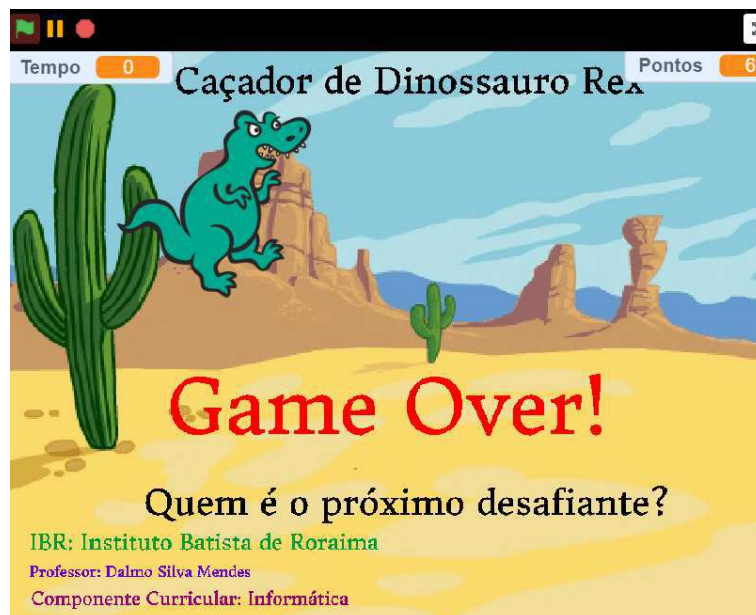 Tempo 0
Pontos 6
Caçador de Dinossauro Rex
Game Over!
Quem é o próximo desafiante?
IBR: Instituto Batista de Roraima
Professor: Dalmo Silva Mendes
Componente Curricular: Informática